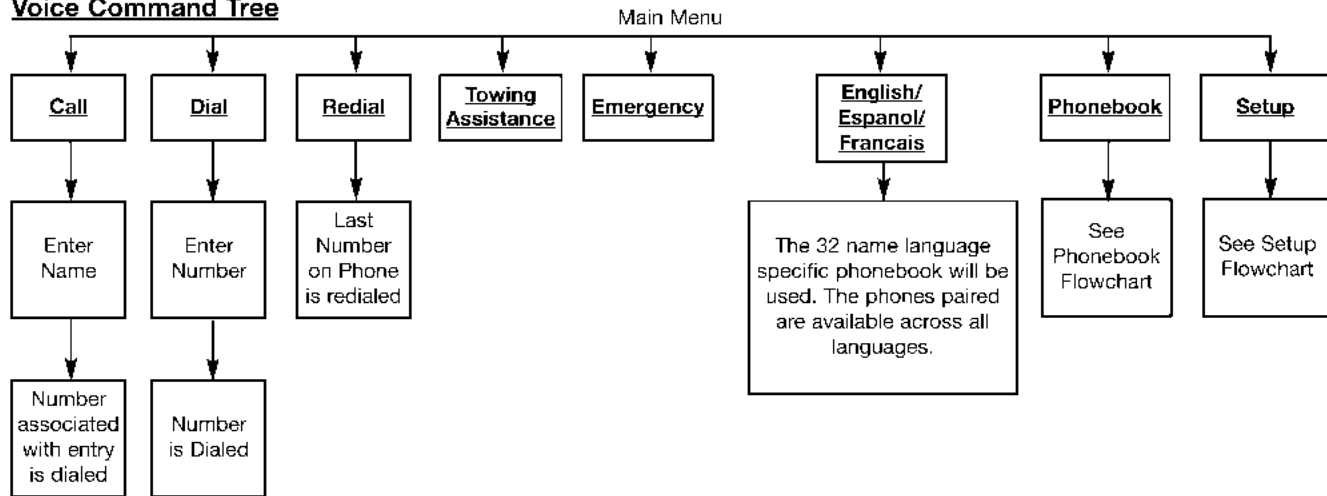 Voice Command Tree
Main Menu
Call
Dial
Redial
Towing
Assistance
Emergency
English/
Espanol/
Francais
Phonebook
Setup
Enter
Name
Enter
Number
Last
Number
on Phone
is redialed
The 32 name language
specific phonebook will be
used. The phones paired
are available across all
languages.
See
Phonebook
Flowchart
See Setup
Flowchart
Number
associated
with entry
is dialed
Number
is Dialed